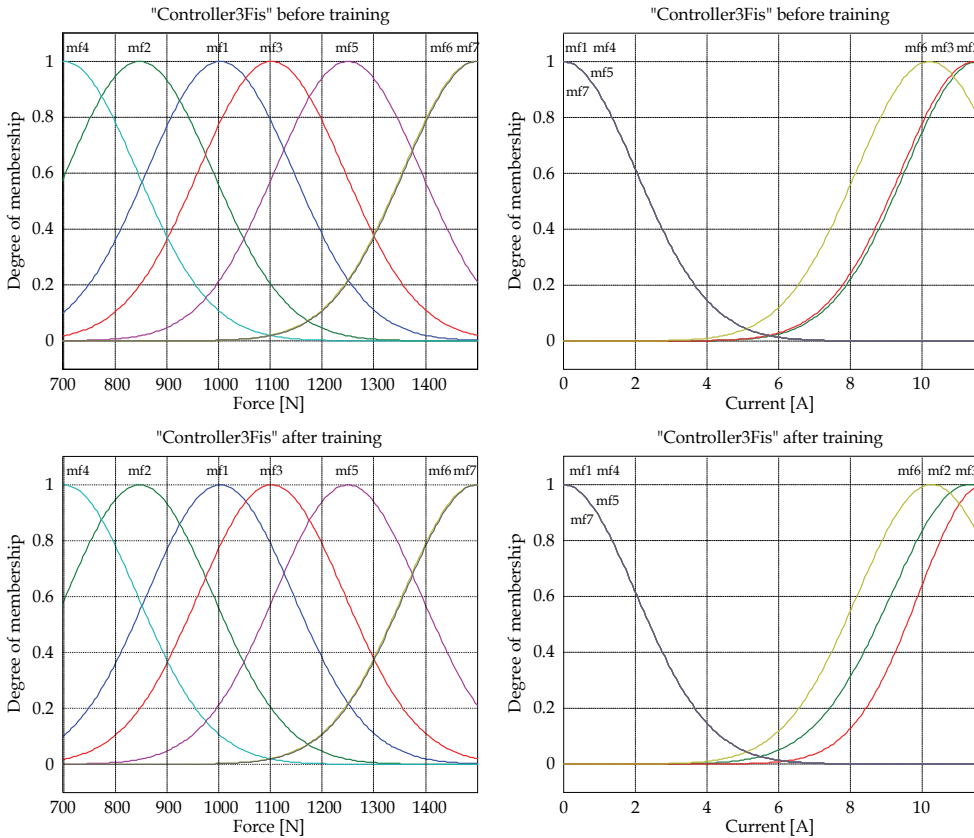 "Controller3Fis" before training
mf4 mf2 mf1 mf3 mf5 mf6 mf7
1
0.8
0.6
0.4
0.2
0
Degree of membership
700 800 900 1000 1100 1200 1300 1400
Force [N]
"Controller3Fis" before training
mf1 mf4 mf6 mf3 mf2
mf5
mf7
1
0.8
0.6
0.4
0.2
0
Degree of membership
0 2 4 6 8 10
Current [A]
"Controller3Fis" after training
mf4 mf2 mf1 mf3 mf5 mf6 mf7
1
0.8
0.6
0.4
0.2
0
Degree of membership
700 800 900 1000 1100 1200 1300 1400
Force [N]
"Controller3Fis" after training
mf1 mf4 mf6 mf2 mf3
mf5
mf7
1
0.8
0.6
0.4
0.2
0
Degree of membership
0 2 4 6 8 10
Current [A]